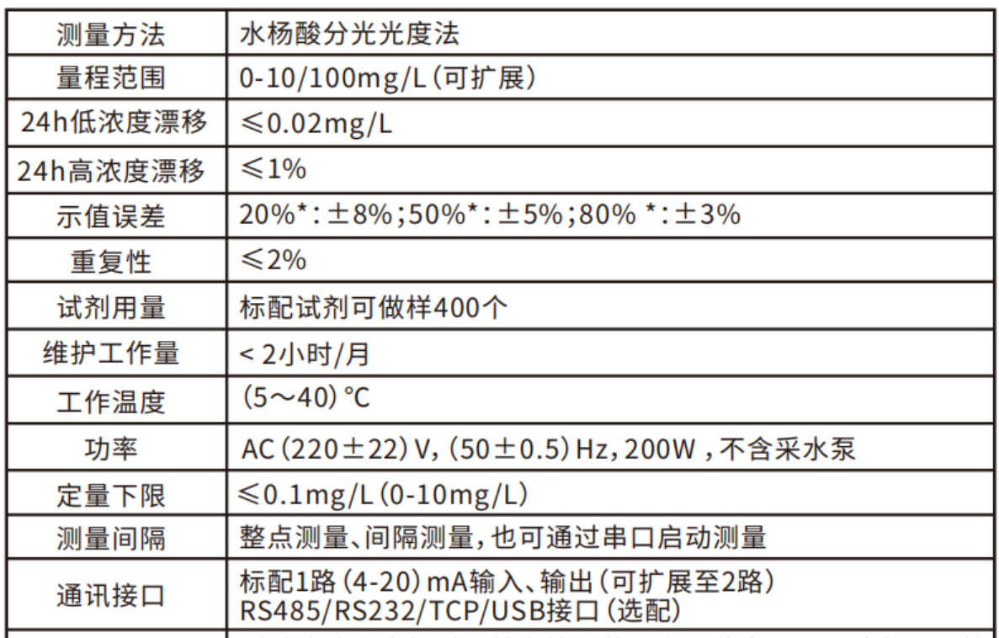 测量方法 水杨酸分光光度法
量程范围 0-10/100mg/L(可扩展)
24h低浓度漂移 ≤0.02mg/L
24h高浓度漂移 ≤1%
示值误差 20%*:±8%;50%*:±5%;80% *:±3%
重复性 ≤2%
试剂用量 标配试剂可做样400个
维护工作量 < 2小时/月
工作温度 (5～40)℃
功率 AC(220±22)V,(50±0.5)Hz,200W ,不含采水泵
定量下限 ≤0.1mg/L(0-10mg/L)
测量间隔 整点测量、间隔测量,也可通过串口启动测量
通讯接口 标配1路(4-20)mA输入、输出(可扩展至2路)
RS485/RS232/TCP/USB接口(选配)